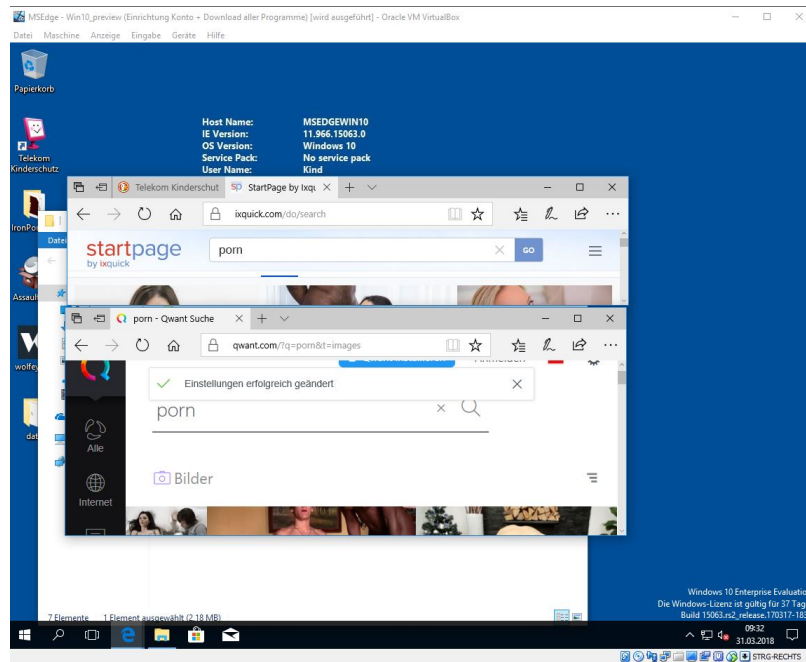 MSEdge - Win10_preview (Einrichtung Konto + Download aller Programme) [wird ausgeführt] - Oracle VM VirtualBox
Datei Maschine Anzeige Eingabe Geräte Hilfe
Papierkorb
Host Name: MSEDGEWIN10
IE Version: 11.966.15063.0
OS Version: Windows 10
Service Pack: No service pack
User Name: Kind
Telekom
Kinderschutz
Telekom Kinderschut
StartPage by Ixqu
ixquick.com/do/search
startpage
by ixquick
porn
GO
IronPo
Datei
Assault
porn - Qwant Suche
qwant.com/?q=porn&t=images
Anmelden
Einstellungen erfolgreich geändert
porn
wolfey
Alle
dat
Bilder
Internet
7 Elemente 1 Element ausgewählt (2,18 MB)
Windows 10 Enterprise Evaluatio
Die Windows-Lizenz ist gültig für 37 Tag
Build 15063.rs2_release.170317-183
09:32
31.03.2018
STRG-RECHTS